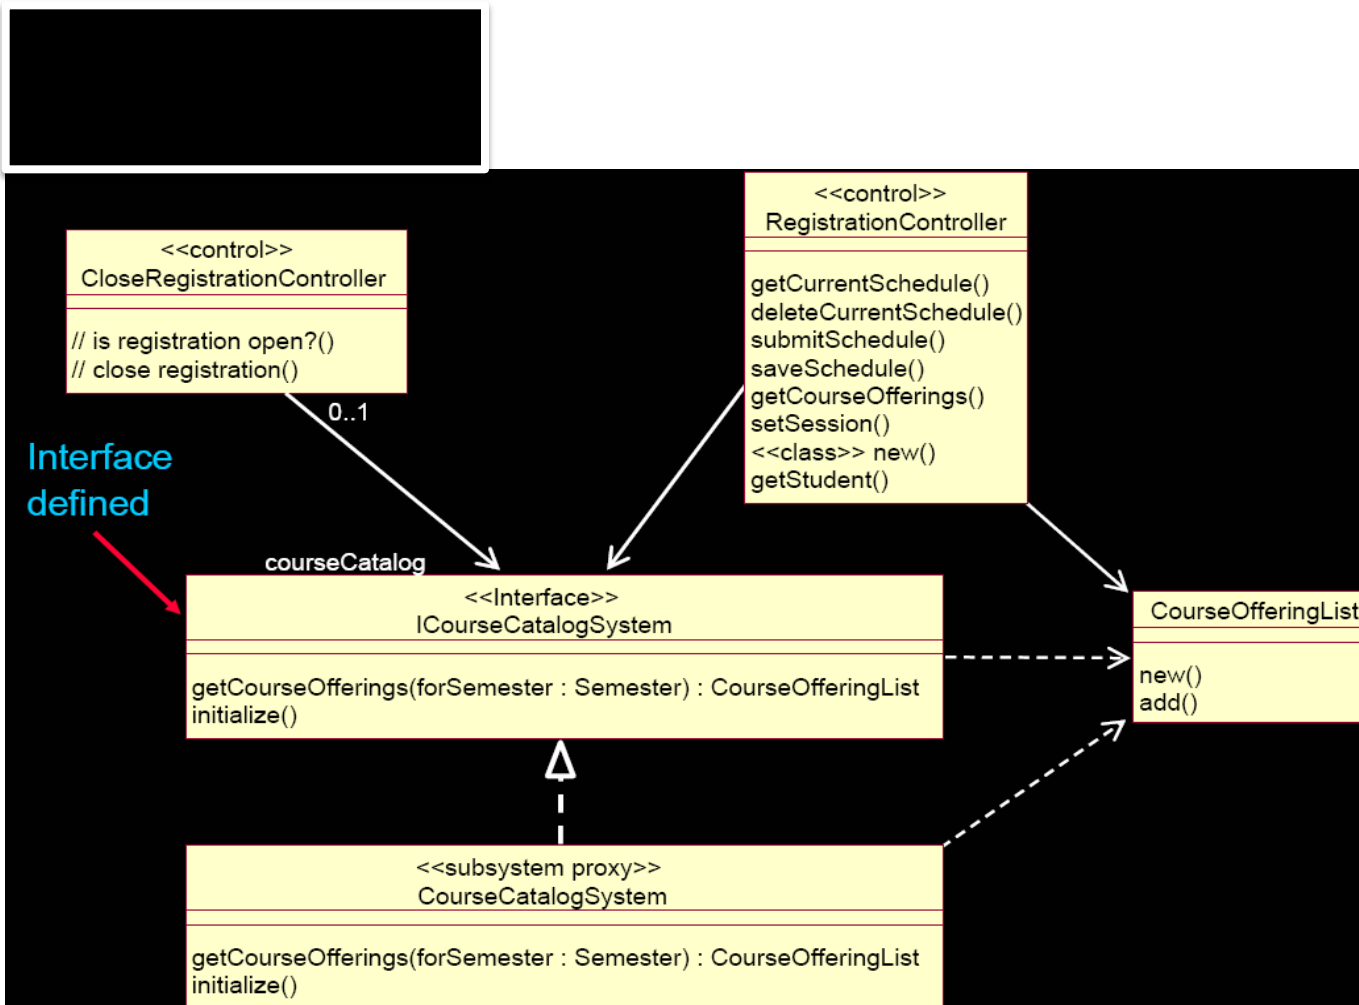 <<control>>
RegistrationController
getCurrentSchedule()
deleteCurrentSchedule()
submitSchedule()
saveSchedule()
getCourseOfferings()
setSession()
<<class>> new()
getStudent()
<<control>>
CloseRegistrationController
// is registration open?()
// close registration()
0..1
Interface
defined
courseCatalog
<<Interface>>
ICourseCatalogSystem
getCourseOfferings(forSemester : Semester) : CourseOfferingList
initialize()
CourseOfferingList
new()
add()
<<subsystem proxy>>
CourseCatalogSystem
getCourseOfferings(forSemester : Semester) : CourseOfferingList
initialize()